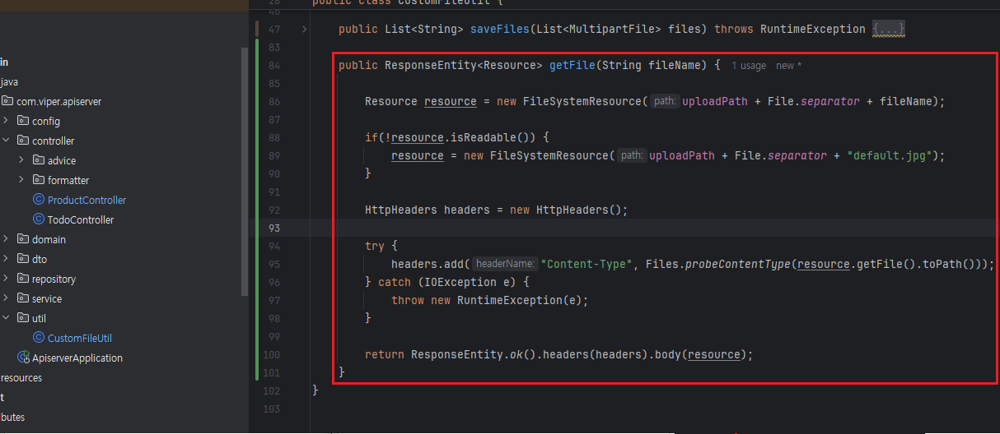 in
java
com.viper.apiserver
config
controller
advice
formatter
ProductController
TodoController
domain
dto
repository
service
util
CustomFileUtil
ApiserverApplication
resources
t
ibutes
28 public class CustomFileUtil {
46
47 public List<String> saveFiles(List<MultipartFile> files) throws RuntimeException {...}
83
84 public ResponseEntity<Resource> getFile(String fileName) { 1 usage new *
85
86 Resource resource = new FileSystemResource( path: uploadPath + File.separator + fileName);
87
88 if(!resource.isReadable()) {
89 resource = new FileSystemResource( path: uploadPath + File.separator + "default.jpg");
90 }
91
92 HttpHeaders headers = new HttpHeaders();
93
94 try {
95 headers.add( headerName: "Content-Type", Files.probeContentType(resource.getFile().toPath()));
96 } catch (IOException e) {
97 throw new RuntimeException(e);
98 }
99
100 return ResponseEntity.ok().headers(headers).body(resource);
101 }
102 }
103